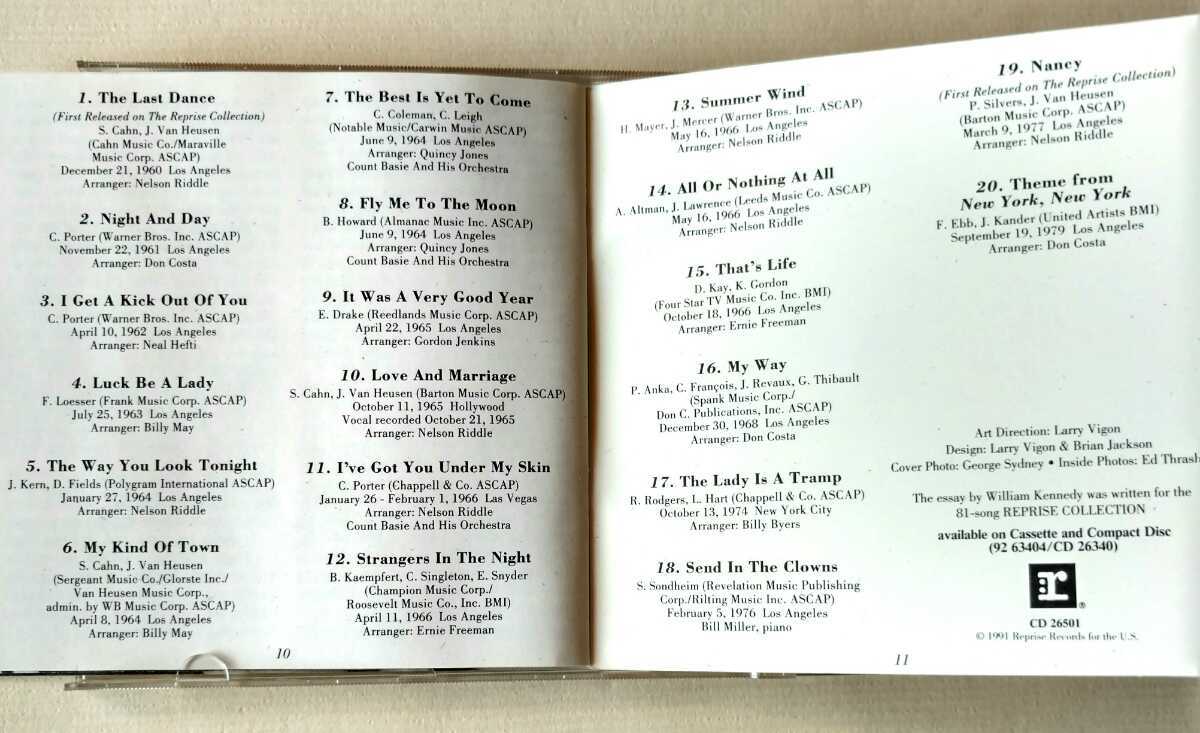 1. The Last Dance
(First Released on The Reprise Collection)
S. Cahn, J. Van Heusen
(Cahn Music Co./Maraville
Music Corp. ASCAP)
December 21, 1960 Los Angeles
Arranger: Nelson Riddle
2. Night And Day
C. Porter (Warner Bros. Inc. ASCAP)
November 22, 1961 Los Angeles
Arranger: Don Costa
3. I Get A Kick Out Of You
C. Porter (Warner Bros. Inc. ASCAP)
April 10, 1962 Los Angeles
Arranger: Neal Hefti
4. Luck Be A Lady
F. Loesser (Frank Music Corp. ASCAP)
July 25, 1963 Los Angeles
Arranger: Billy May
5. The Way You Look Tonight
J. Kern, D. Fields (Polygram International ASCAP)
January 27, 1964 Los Angeles
Arranger: Nelson Riddle
6. My Kind Of Town
S. Cahn, J. Van Heusen
(Sergeant Music Co./Glorste Inc./
Van Heusen Music Corp.,
admin. by WB Music Corp. ASCAP)
April 8, 1964 Los Angeles
Arranger: Billy May
7. The Best Is Yet To Come
C. Coleman, C. Leigh
(Notable Music/Carwin Music ASCAP)
June 9, 1964 Los Angeles
Arranger: Quincy Jones
Count Basie And His Orchestra
8. Fly Me To The Moon
B. Howard (Almanac Music Inc. ASCAP)
June 9, 1964 Los Angeles
Arranger: Quincy Jones
Count Basie And His Orchestra
9. It Was A Very Good Year
E. Drake (Reedlands Music Corp. ASCAP)
April 22, 1965 Los Angeles
Arranger: Gordon Jenkins
10. Love And Marriage
S. Cahn, J. Van Heusen (Barton Music Corp. ASCAP)
October 11, 1965 Hollywood
Vocal recorded October 21, 1965
Arranger: Nelson Riddle
11. I've Got You Under My Skin
C. Porter (Chappell & Co. ASCAP)
January 26 - February 1, 1966 Las Vegas
Arranger: Nelson Riddle
Count Basie And His Orchestra
12. Strangers In The Night
B. Kaempfert, C. Singleton, E. Snyder
(Champion Music Corp./
Roosevelt Music Co., Inc. BMI)
April 11, 1966 Los Angeles
Arranger: Ernie Freeman
10
13. Summer Wind
H. Mayer, J. Mercer (Warner Bros. Inc. ASCAP)
May 16, 1966 Los Angeles
Arranger: Nelson Riddle
14. All Or Nothing At All
A. Altman, J. Lawrence (Leeds Music Co. ASCAP)
May 16, 1966 Los Angeles
Arranger: Nelson Riddle
15. That's Life
D. Kay, K. Gordon
(Four Star TV Music Co. Inc. BMI)
October 18, 1966 Los Angeles
Arranger: Ernie Freeman
16. My Way
P. Anka, C. François, J. Revaux, G. Thibault
(Spank Music Corp./
Don C. Publications, Inc. ASCAP)
December 30, 1968 Los Angeles
Arranger: Don Costa
17. The Lady Is A Tramp
R. Rodgers, L. Hart (Chappell & Co. ASCAP)
October 13, 1974 New York City
Arranger: Billy Byers
18. Send In The Clowns
S. Sondheim (Revelation Music Publishing
Corp./Rilting Music Inc. ASCAP)
February 5, 1976 Los Angeles
Bill Miller, piano
19. Nancy
(First Released on The Reprise Collection)
P. Silvers, J. Van Heusen
(Barton Music Corp. ASCAP)
March 9, 1977 Los Angeles
Arranger: Nelson Riddle
20. Theme from
New York, New York
F. Ebb, J. Kander (United Artists BMI)
September 19, 1979 Los Angeles
Arranger: Don Costa
Art Direction: Larry Vigon
Design: Larry Vigon & Brian Jackson
Cover Photo: George Sydney • Inside Photos: Ed Thrash
The essay by William Kennedy was written for the
81-song REPRISE COLLECTION
available on Cassette and Compact Disc
(92 63404/CD 26340)
r ®
CD 26501
© 1991 Reprise Records for the U.S.
11